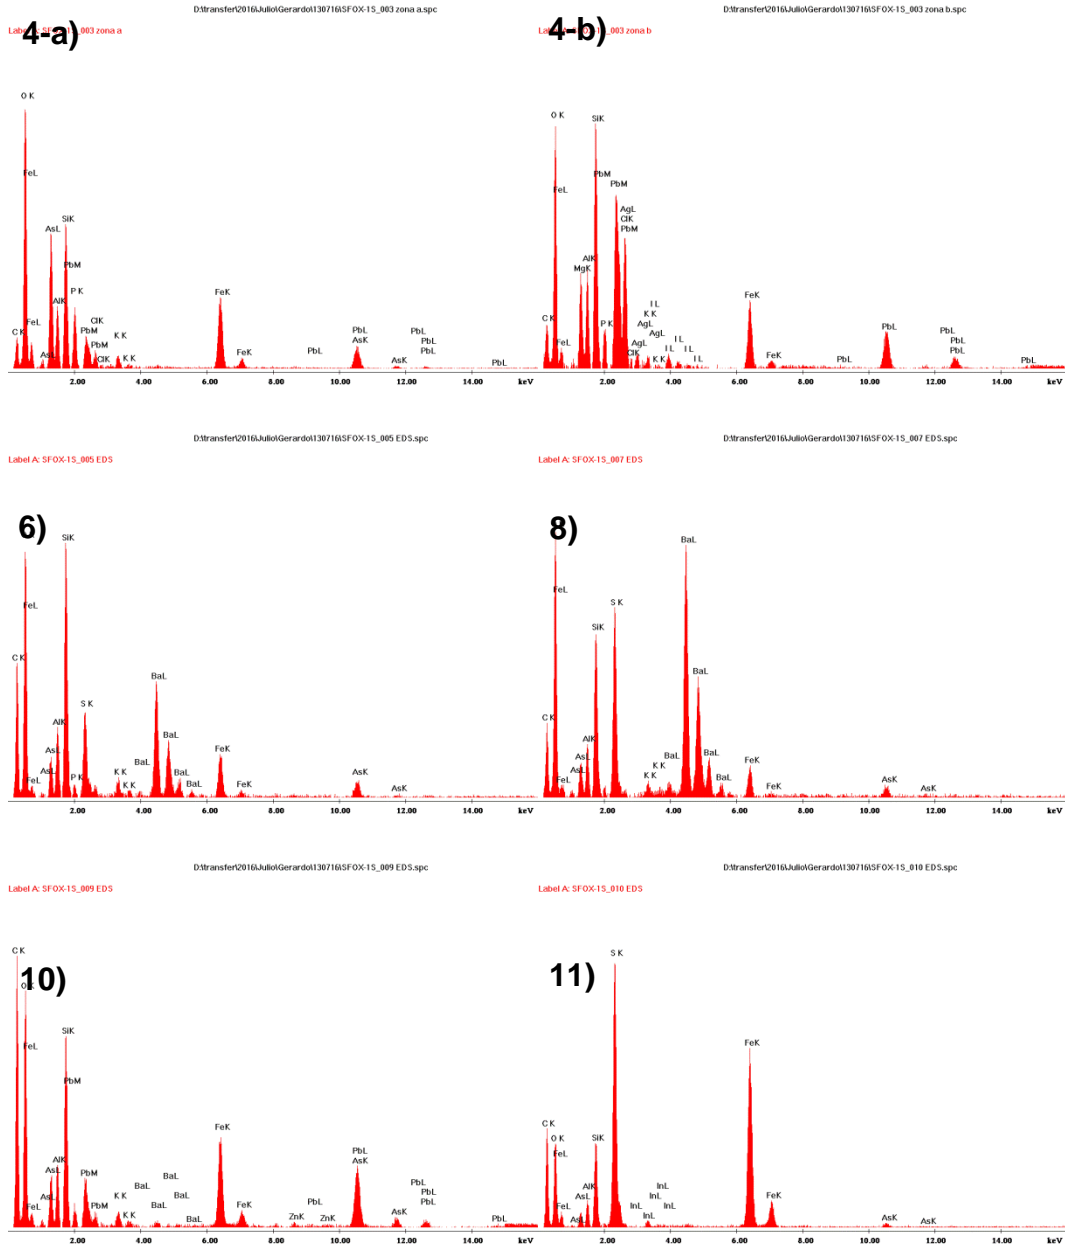 D:\transfer\2016\Julio\Gerardo\130716\SFOX-1S_003 zona a.spc
4-a)
O K
FeL
AsL
SiK
PbM
P K
AlK
FeL
C K
AsL
PbM
ClK
PbM
ClK
K K
K K
FeK
FeK
PbL
PbL
AsK
AsK
PbL
PbL
PbL
PbL
2.00 4.00 6.00 8.00 10.00 12.00 14.00 keV
D:\transfer\2016\Julio\Gerardo\130716\SFOX-1S_003 zona b.spc
4-b)
O K
FeL
SiK
PbM
PbM
AgL
ClK
PbM
AlK
MgK
C K
FeL
P K
I L
K K
AgL
AgL
ClK
K K
I L
I L
I L
I L
FeK
FeK
PbL
PbL
PbL
PbL
PbL
PbL
2.00 4.00 6.00 8.00 10.00 12.00 14.00 keV
D:\transfer\2016\Julio\Gerardo\130716\SFOX-1S_005 EDS.spc
Label A: SFOX-1S_005 EDS
6)
SiK
FeL
C K
S K
AlK
AsL
AsL
FeL
P K
K K
K K
BaL
BaL
BaL
BaL
BaL
FeK
FeK
AsK
AsK
2.00 4.00 6.00 8.00 10.00 12.00 14.00 keV
D:\transfer\2016\Julio\Gerardo\130716\SFOX-1S_007 EDS.spc
Label A: SFOX-1S_007 EDS
8)
FeL
SiK
S K
C K
AlK
AsL
FeL
AsL
K K
K K
BaL
BaL
BaL
BaL
BaL
FeK
FeK
PbL
AsK
AsK
PbL
PbL
PbL
2.00 4.00 6.00 8.00 10.00 12.00 14.00 keV
D:\transfer\2016\Julio\Gerardo\130716\SFOX-1S_009 EDS.spc
Label A: SFOX-1S_009 EDS
10)
C K
SiK
FeL
PbM
AlK
AsL
PbM
AsL
FeL
PbM
K K
K K
BaL
BaL
BaL
BaL
BaL
FeK
FeK
PbL
ZnK
ZnK
PbL
AsK
AsK
PbL
PbL
PbL
PbL
2.00 4.00 6.00 8.00 10.00 12.00 14.00 keV
D:\transfer\2016\Julio\Gerardo\130716\SFOX-1S_010 EDS.spc
Label A: SFOX-1S_010 EDS
11)
S K
C K
O K
FeL
SiK
AlK
AsL
FeL
AsL
InL
InL
InL
InL
InL
FeK
FeK
AsK
AsK
2.00 4.00 6.00 8.00 10.00 12.00 14.00 keV